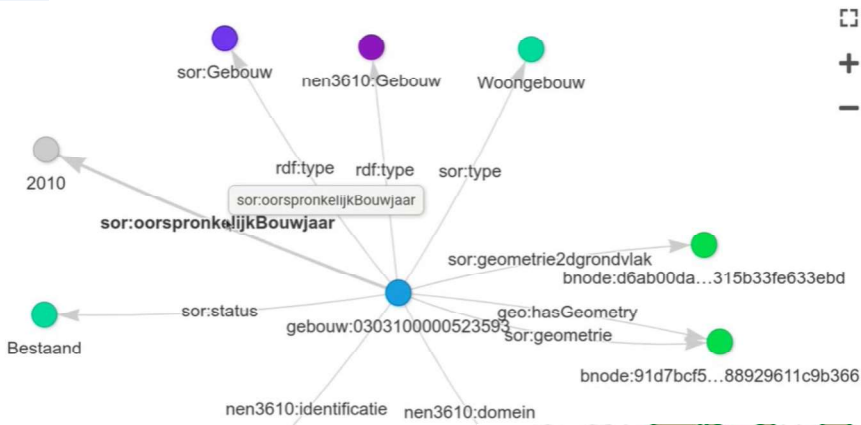 sor:Gebouw
nen3610:Gebouw
Woongebouw
rdf:type
rdf:type
sor:type
2010
sor:oorspronkelijkBouwjaar
sor:oorspronkelijkBouwjaar
sor:geometrie2dgrondvlak
bnode:d6ab00da...315b33fe633ebd
sor:status
geo:hasGeometry
gebouw:0303100000523593
sor:geometrie
Bestaand
bnode:91d7bcf5...88929611c9b366
nen3610:identificatie
nen3610:domein